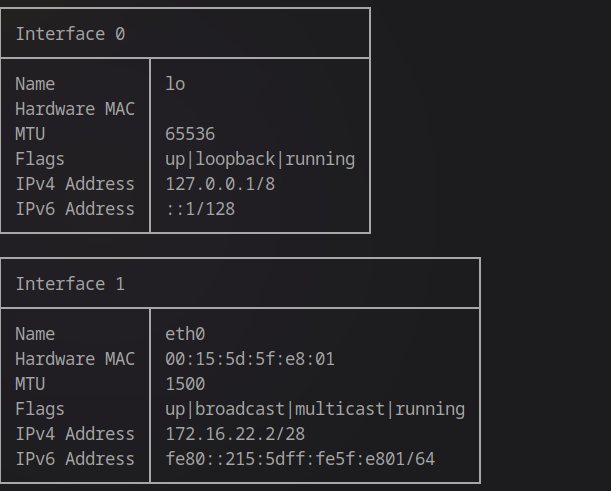 Interface 0
Name lo
Hardware MAC
MTU 65536
Flags up|loopback|running
IPv4 Address 127.0.0.1/8
IPv6 Address ::1/128
Interface 1
Name eth0
Hardware MAC 00:15:5d:5f:e8:01
MTU 1500
Flags up|broadcast|multicast|running
IPv4 Address 172.16.22.2/28
IPv6 Address fe80::215:5dff:fe5f:e801/64